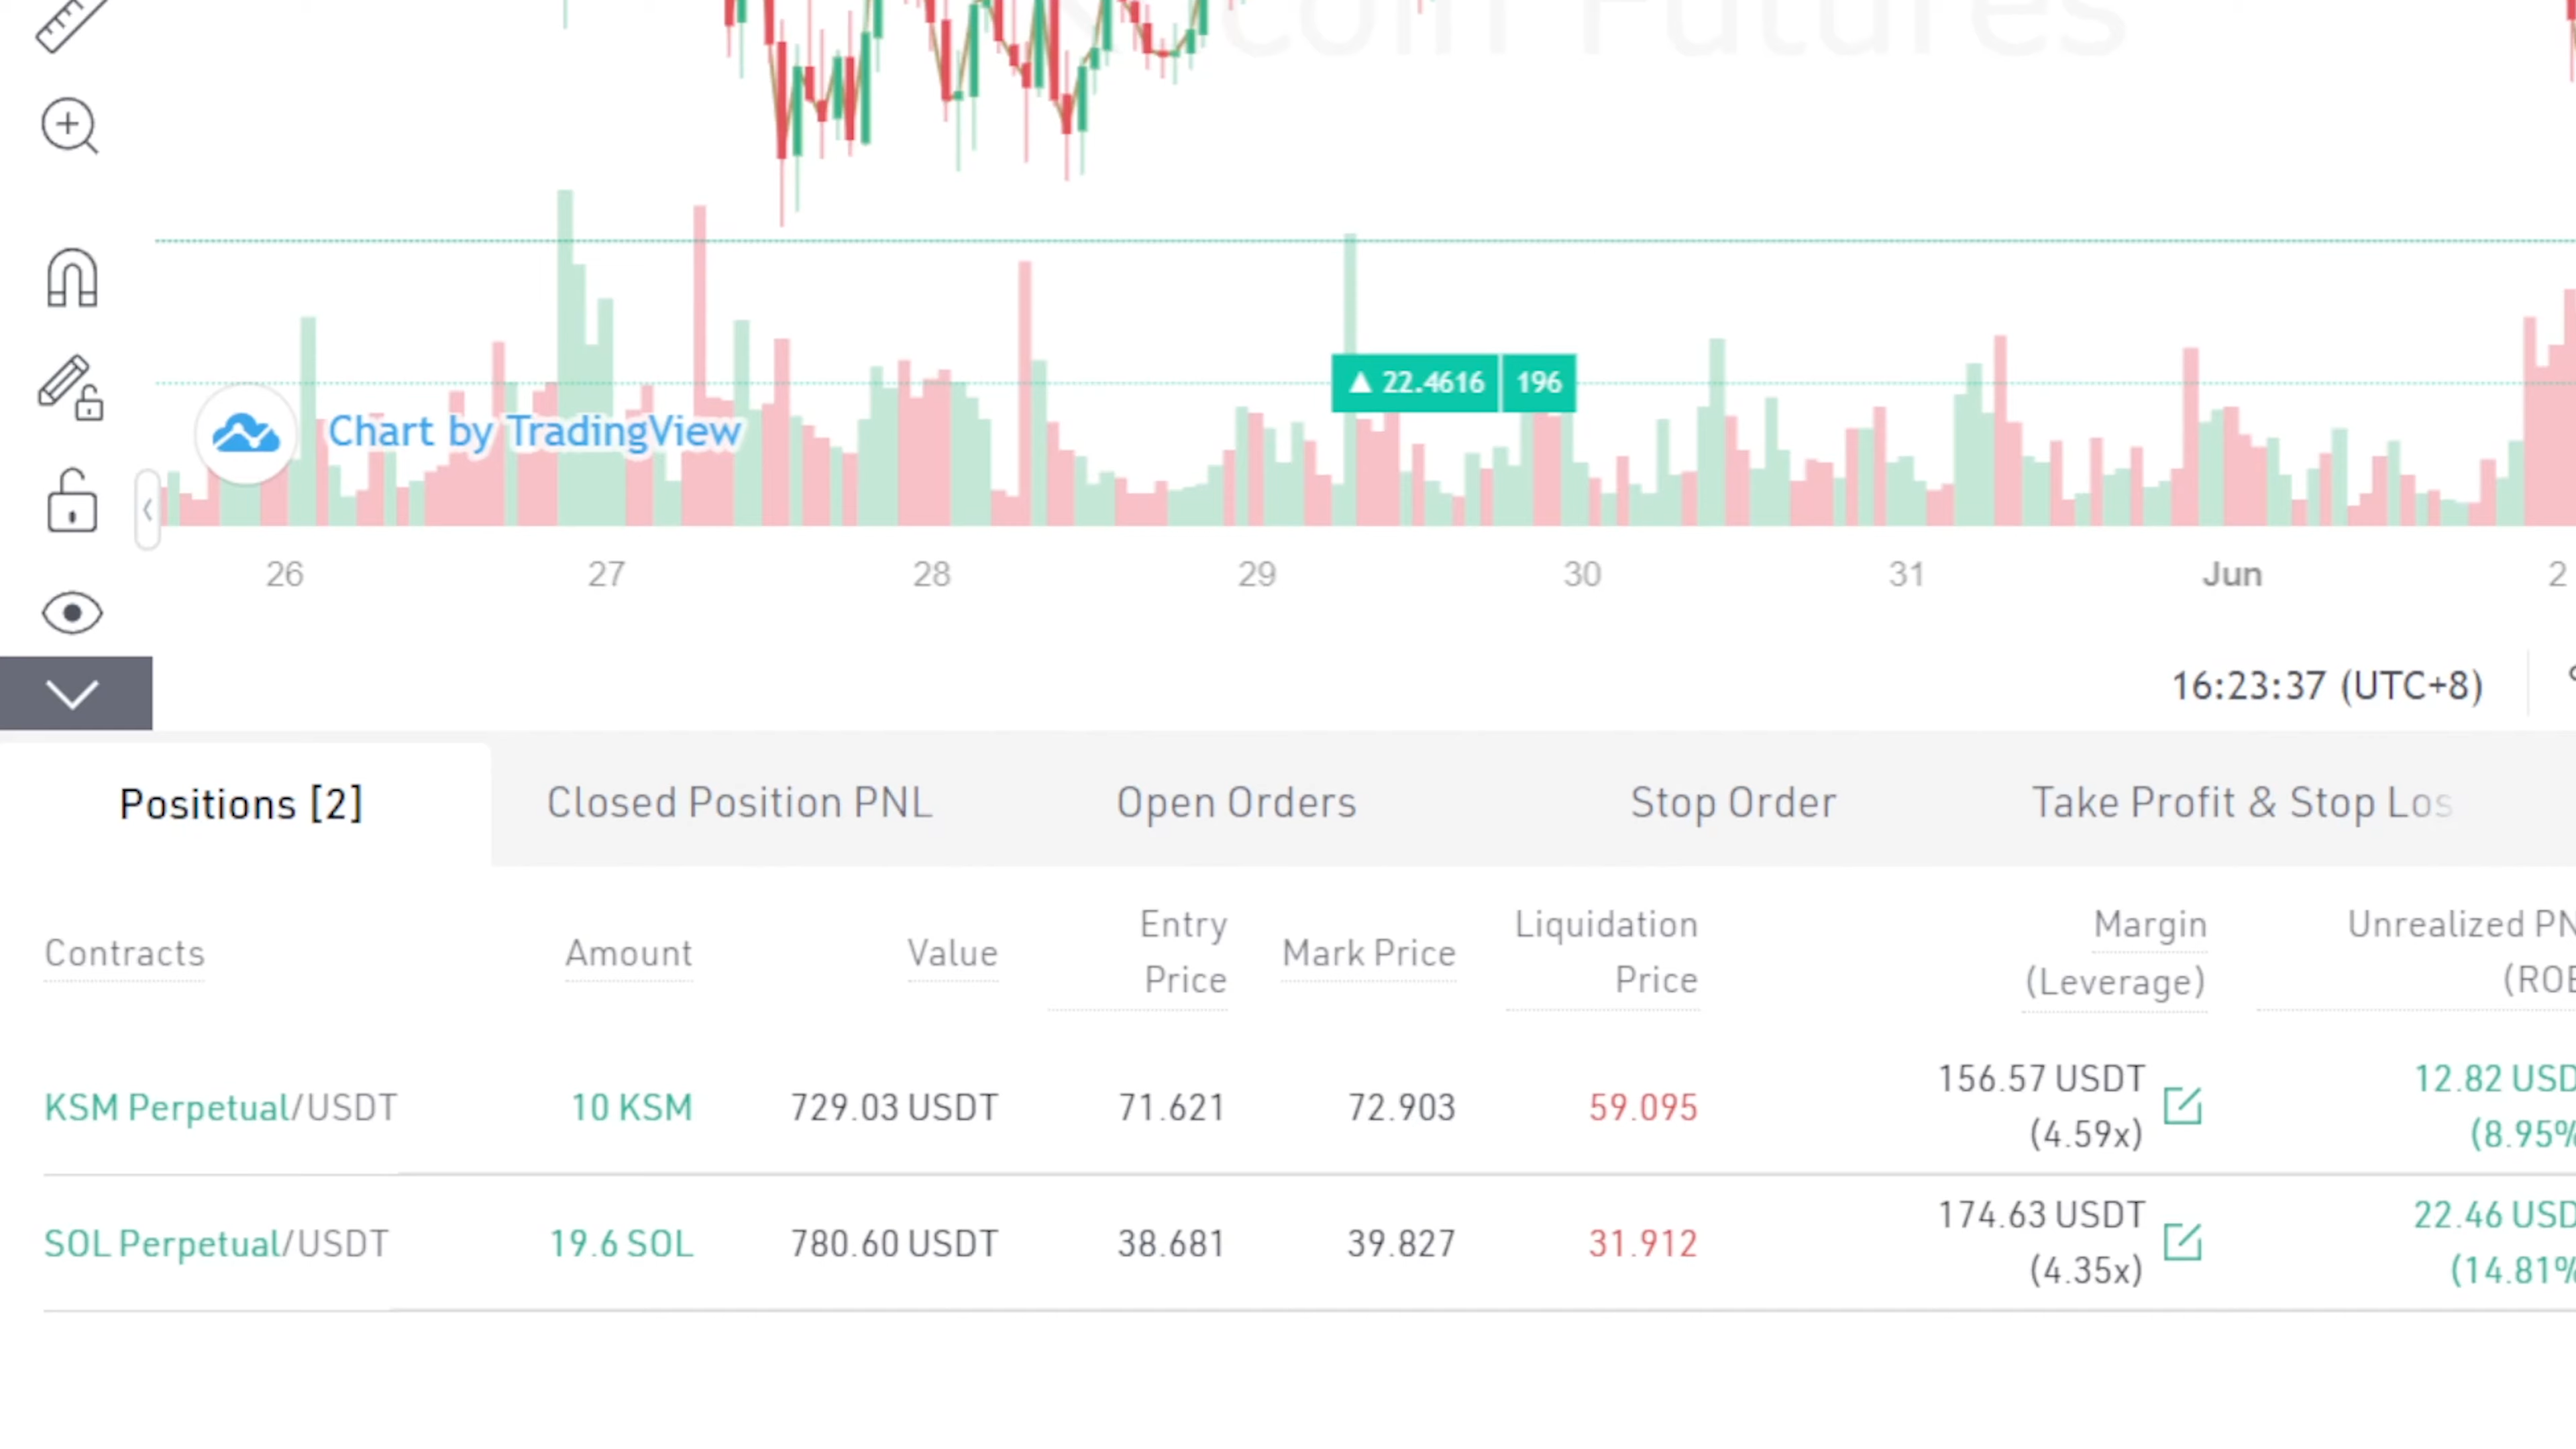 coin Futures
▲ 22.4616 196
Chart by TradingView
26 27 28 29 30 31 Jun 2
16:23:37 (UTC+8)
Positions [2] Closed Position PNL Open Orders Stop Order Take Profit & Stop Los
Contracts Amount Value Entry Price Mark Price Liquidation Price Margin (Leverage) Unrealized PN (ROE
KSM Perpetual/USDT 10 KSM 729.03 USDT 71.621 72.903 59.095 156.57 USDT (4.59x) 12.82 USD (8.95%
SOL Perpetual/USDT 19.6 SOL 780.60 USDT 38.681 39.827 31.912 174.63 USDT (4.35x) 22.46 USD (14.81%